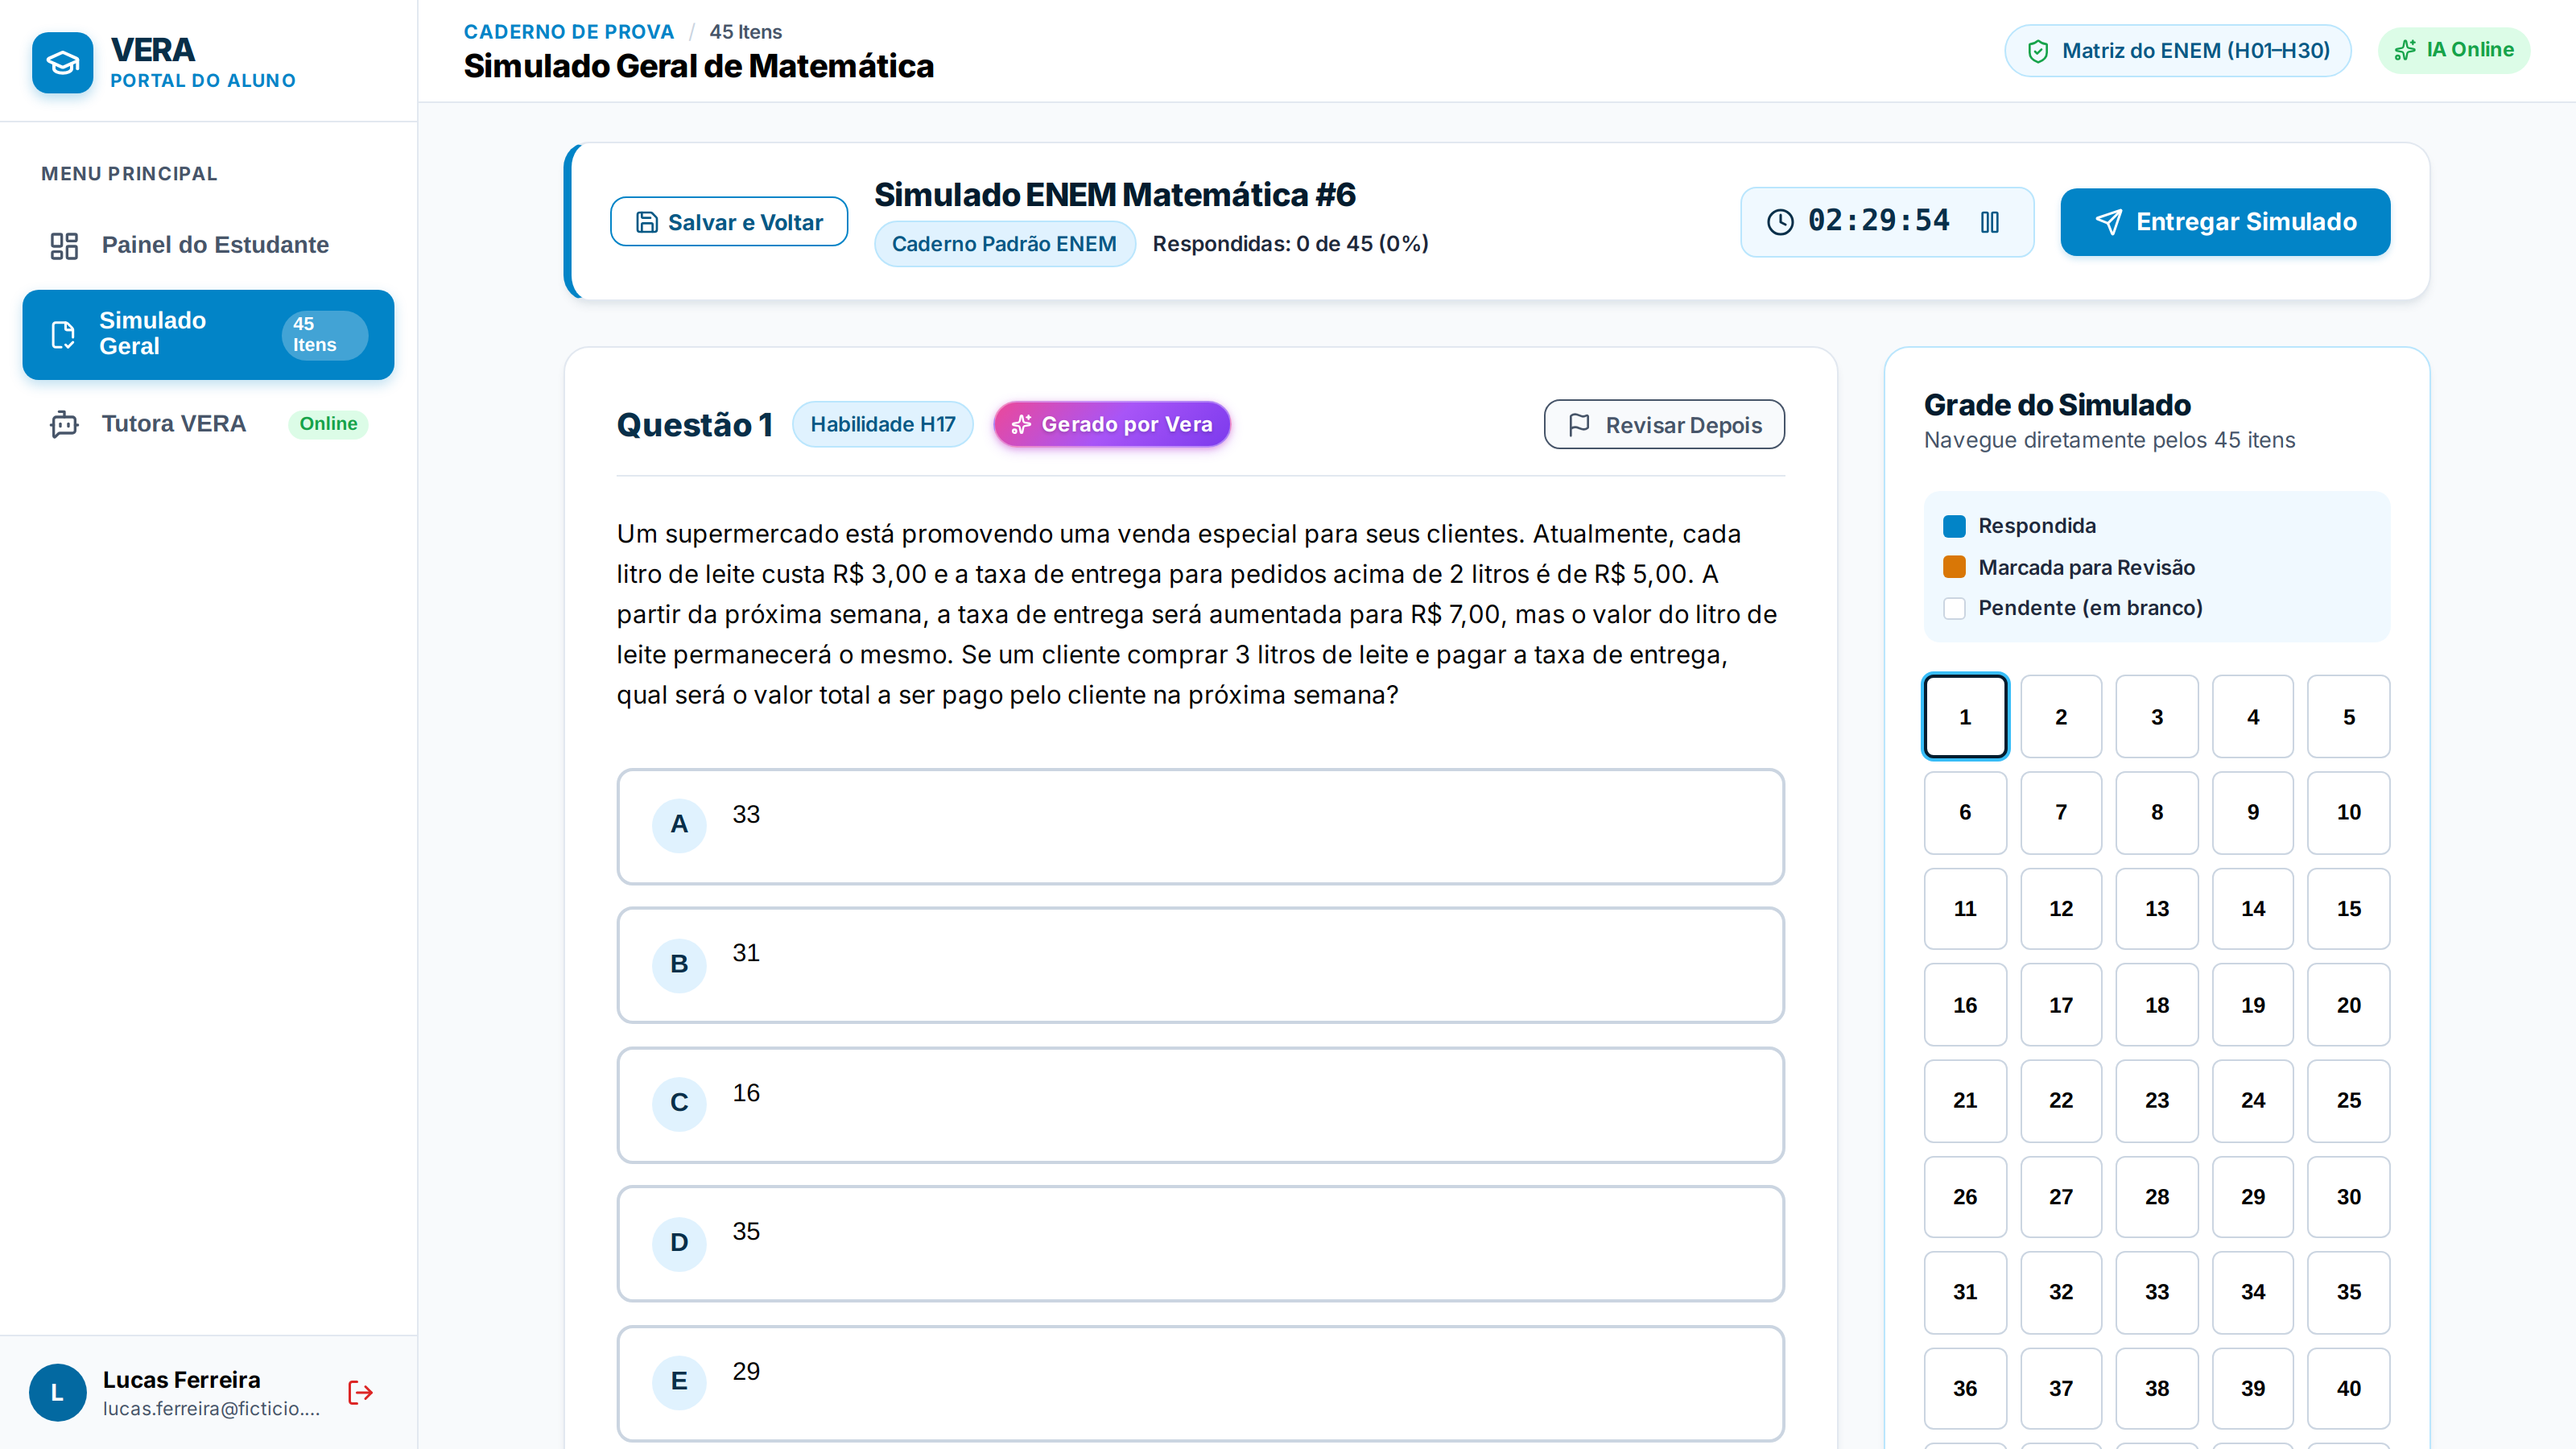 VERA
PORTAL DO ALUNO
MENU PRINCIPAL
Painel do Estudante
Simulado
Geral
45
Itens
Tutora VERA
Online
L
Lucas Ferreira
lucas.ferreira@ficticio....
CADERNO DE PROVA / 45 Itens
Simulado Geral de Matemática
Matriz do ENEM (H01–H30)
IA Online
Salvar e Voltar
Simulado ENEM Matemática #6
Caderno Padrão ENEM
Respondidas: 0 de 45 (0%)
02:29:54
Entregar Simulado
Questão 1
Habilidade H17
Gerado por Vera
Revisar Depois
Um supermercado está promovendo uma venda especial para seus clientes. Atualmente, cada
litro de leite custa R$ 3,00 e a taxa de entrega para pedidos acima de 2 litros é de R$ 5,00. A
partir da próxima semana, a taxa de entrega será aumentada para R$ 7,00, mas o valor do litro de
leite permanecerá o mesmo. Se um cliente comprar 3 litros de leite e pagar a taxa de entrega,
qual será o valor total a ser pago pelo cliente na próxima semana?
A 33
B 31
C 16
D 35
E 29
Grade do Simulado
Navegue diretamente pelos 45 itens
Respondida
Marcada para Revisão
Pendente (em branco)
1 2 3 4 5
6 7 8 9 10
11 12 13 14 15
16 17 18 19 20
21 22 23 24 25
26 27 28 29 30
31 32 33 34 35
36 37 38 39 40